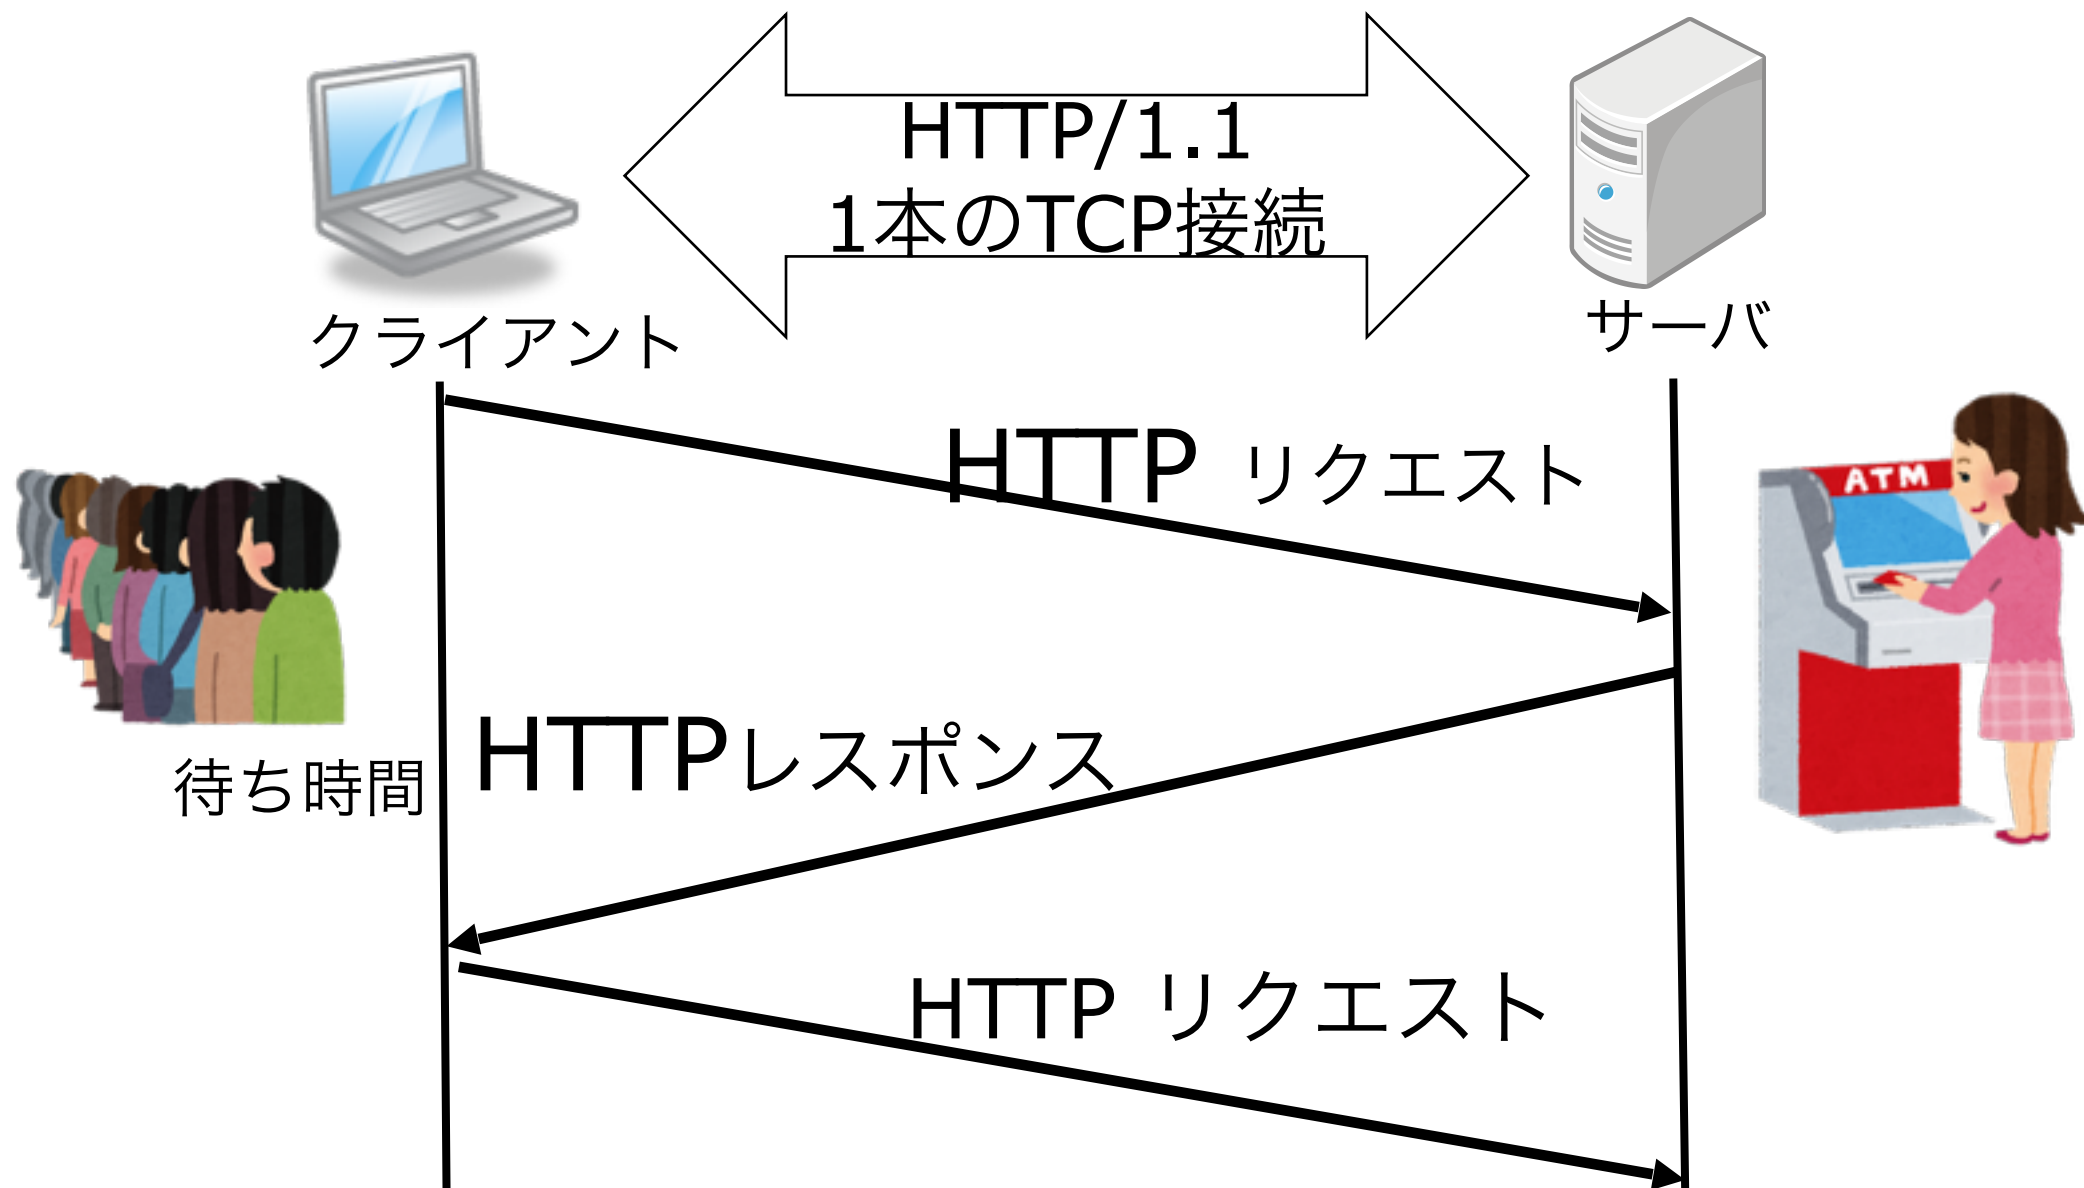 HTTP/1.1
1本のTCP接続
クライアント
サーバ
HTTP リクエスト
ATM
HTTPレスポンス
待ち時間
HTTP リクエスト